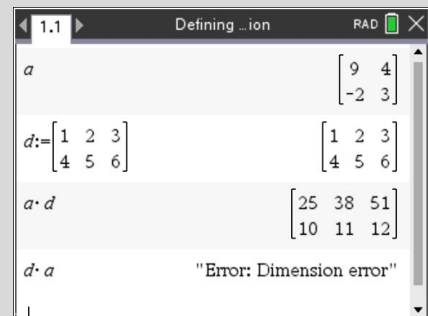 1.1 Defining ...ion RAD
a [9 4
-2 3]
d:=[1 2 3
4 5 6] [1 2 3
4 5 6]
a·d [25 38 51
10 11 12]
d·a "Error: Dimension error"